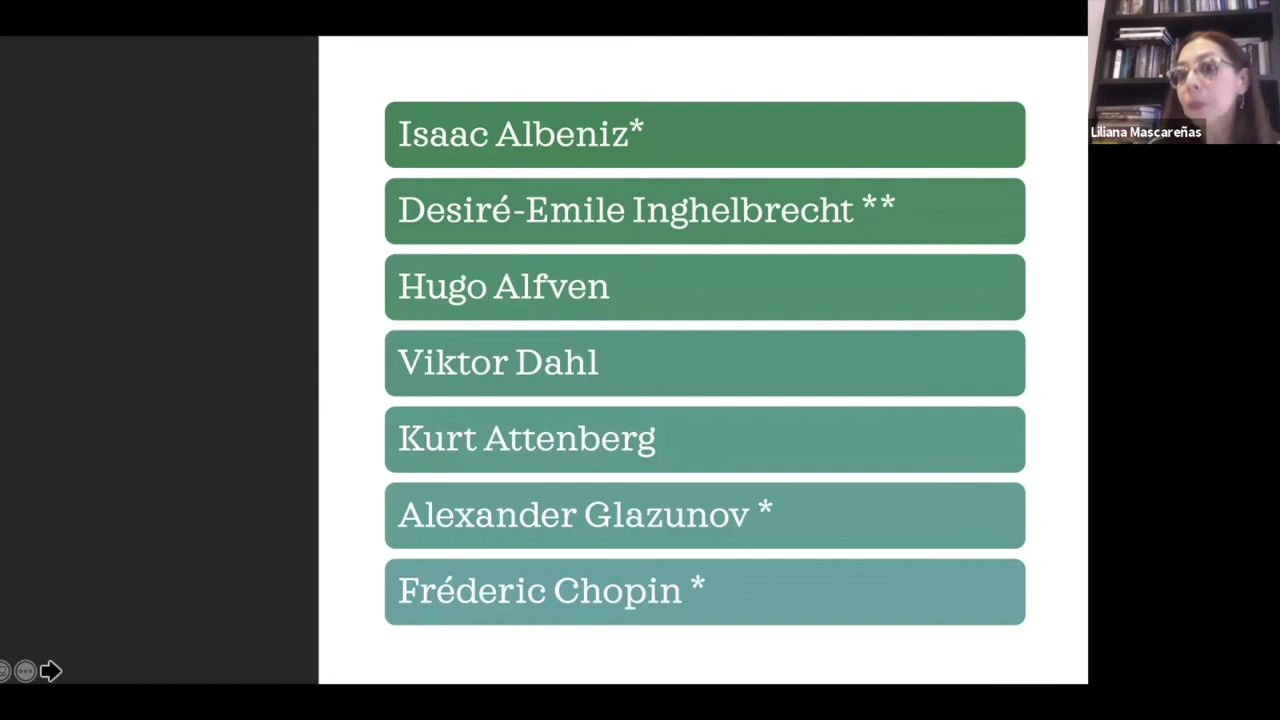 Isaac Albeniz*
Desiré-Emile Inghelbrecht **
Hugo Alfven
Viktor Dahl
Kurt Attenberg
Alexander Glazunov *
Fréderic Chopin *
Liliana Mascareñas